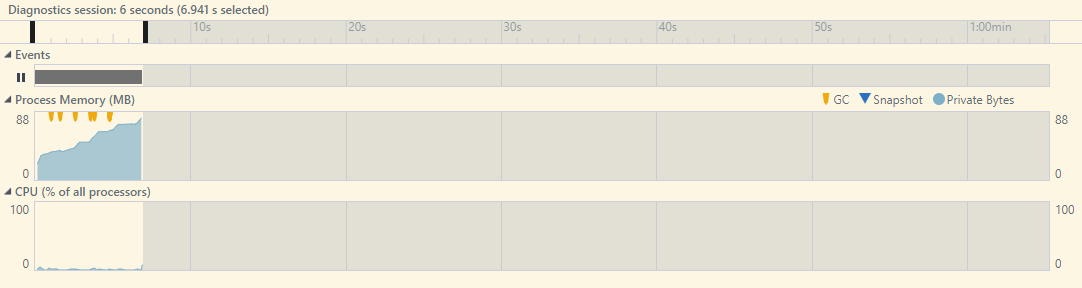 Diagnostics session: 6 seconds (6.941 s selected)
10s 20s 30s 40s 50s 1:00min
Events
Process Memory (MB) GC Snapshot Private Bytes
88 88
0 0
CPU (% of all processors)
100 100
0 0